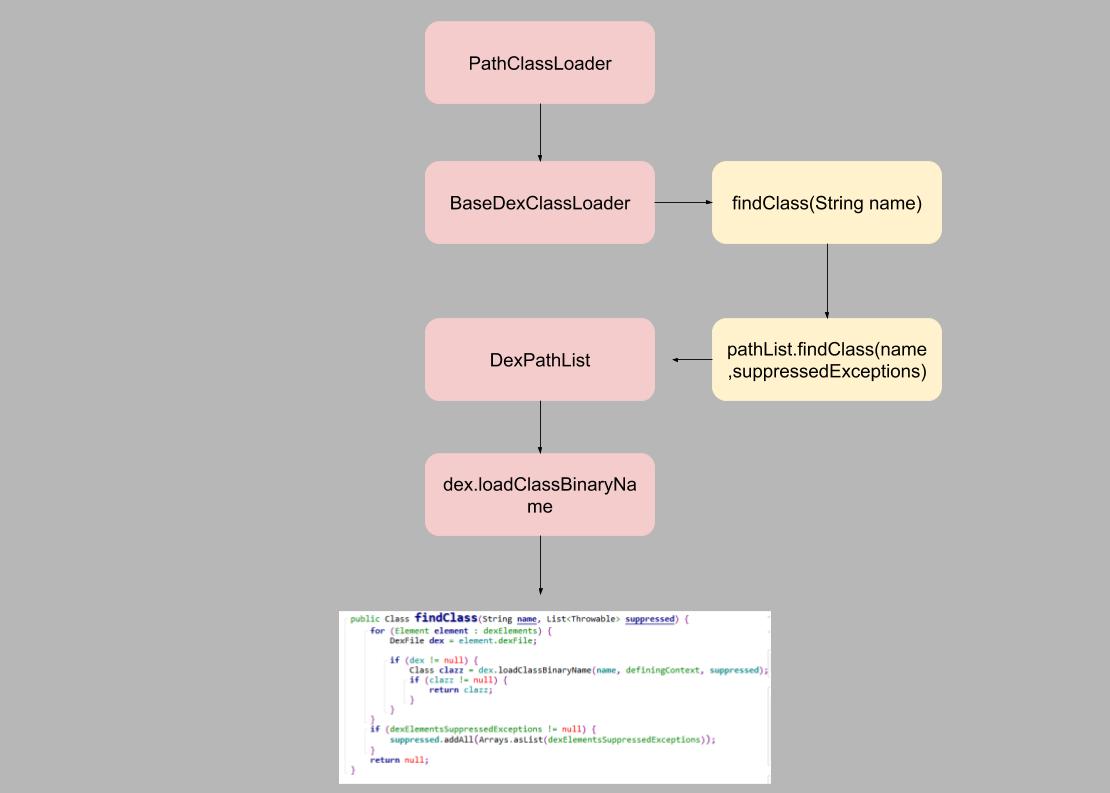 PathClassLoader
BaseDexClassLoader
findClass(String name)
pathList.findClass(name
,suppressedExceptions)
DexPathList
dex.loadClassBinaryNa
me
public Class findClass(String name, List<Throwable> suppressed) {
for (Element element : dexElements) {
DexFile dex = element.dexFile;
if (dex != null) {
Class clazz = dex.loadClassBinaryName(name, definingContext, suppressed);
if (clazz != null) {
return clazz;
}
}
}
if (dexElementsSuppressedExceptions != null) {
suppressed.addAll(Arrays.asList(dexElementsSuppressedExceptions));
}
return null;
}